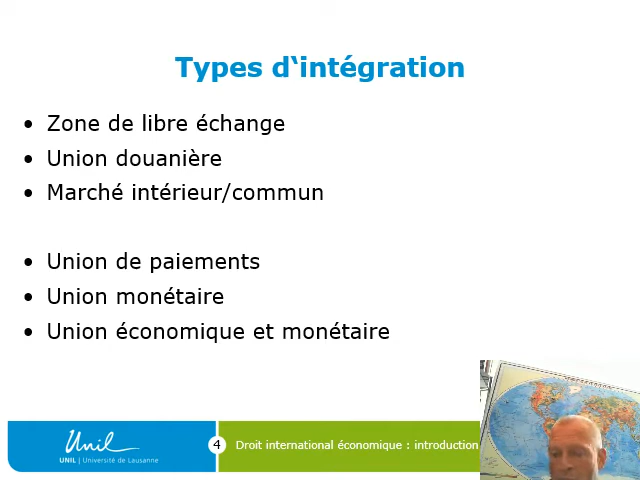 Types d‘intégration
• Zone de libre échange
• Union douanière
• Marché intérieur/commun
• Union de paiements
• Union monétaire
• Union économique et monétaire
Unil
UNIL | Université de Lausanne
4
Droit international économique : introduction